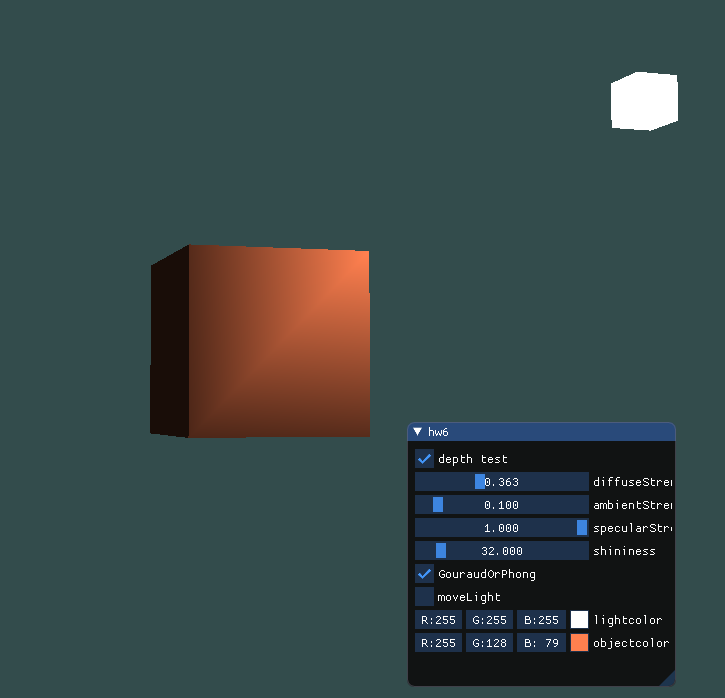 hw6
depth test
0.363 diffuseStre
0.100 ambientStre
1.000 specularStr
32.000 shininess
GouraudOrPhong
moveLight
R:255 G:255 B:255 lightcolor
R:255 G:128 B: 79 objectcolor